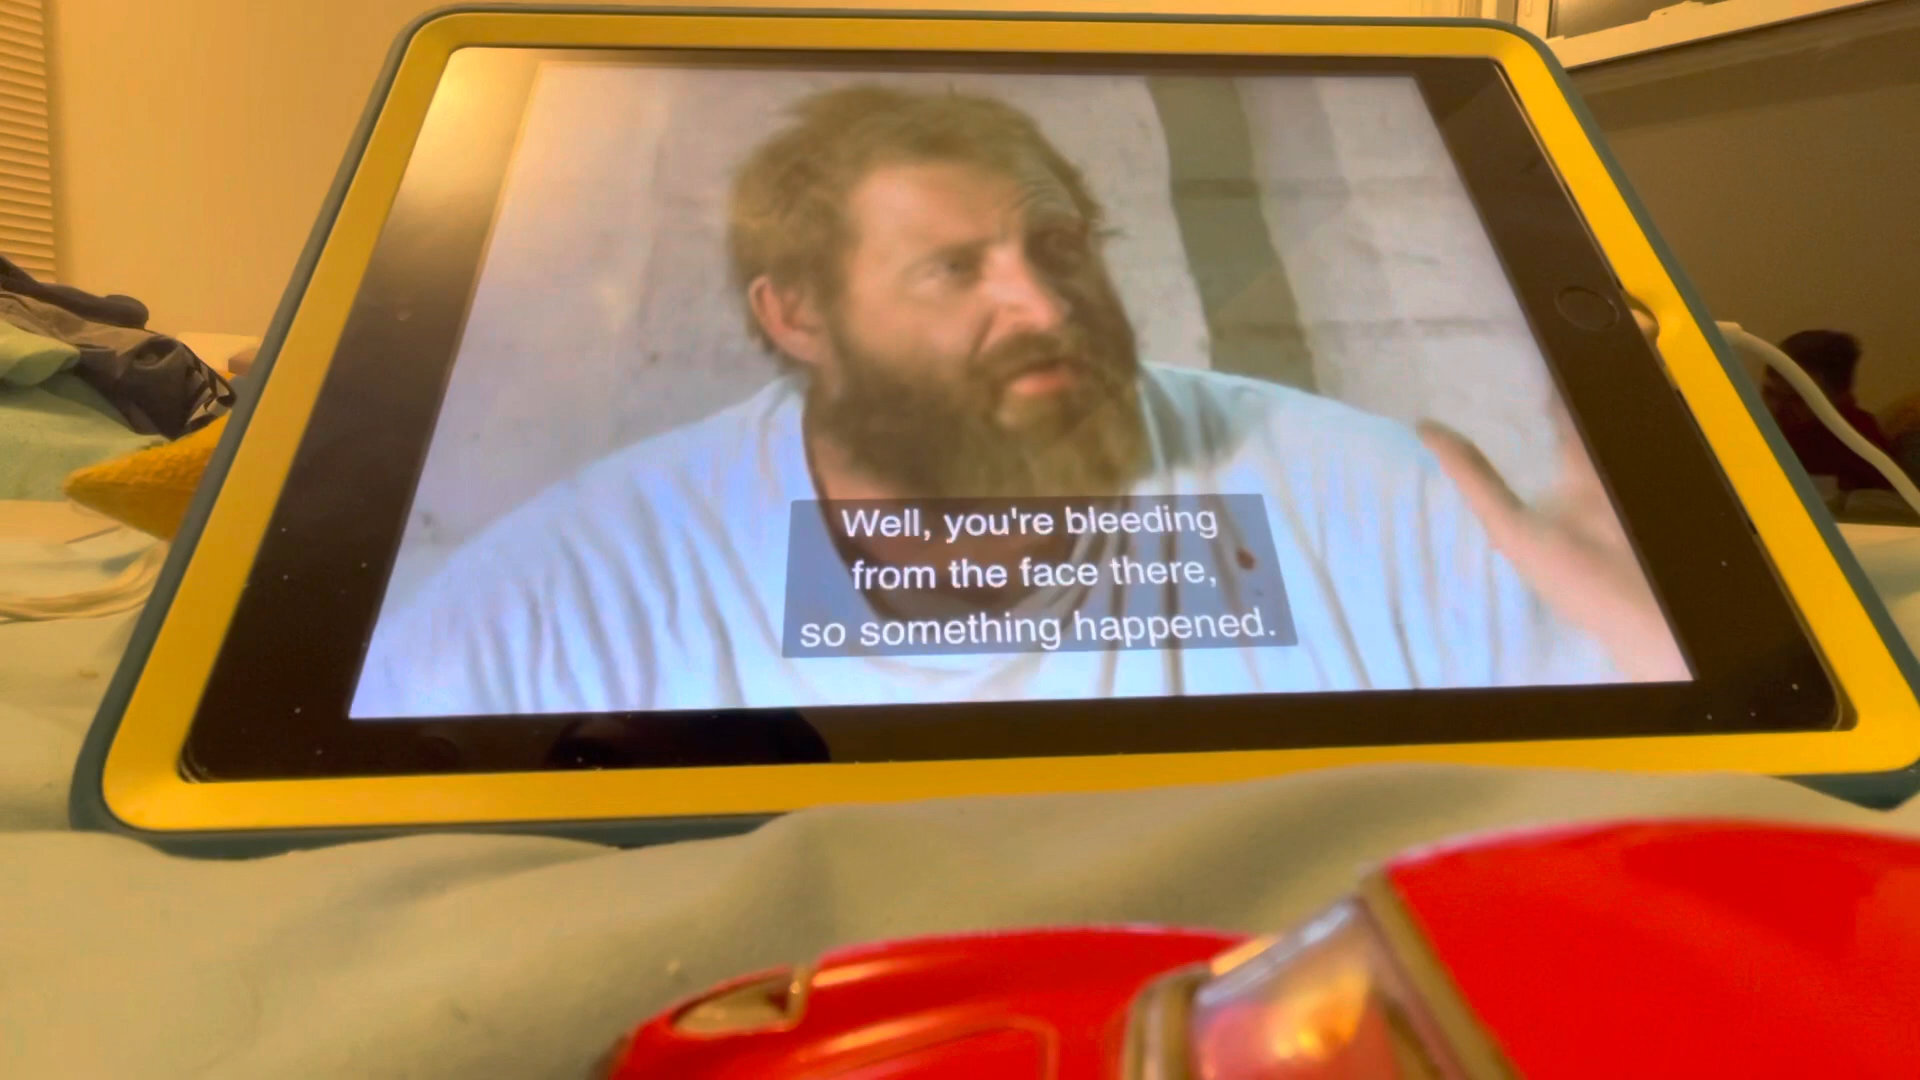 Well, you're bleeding
from the face there,
so something happened.